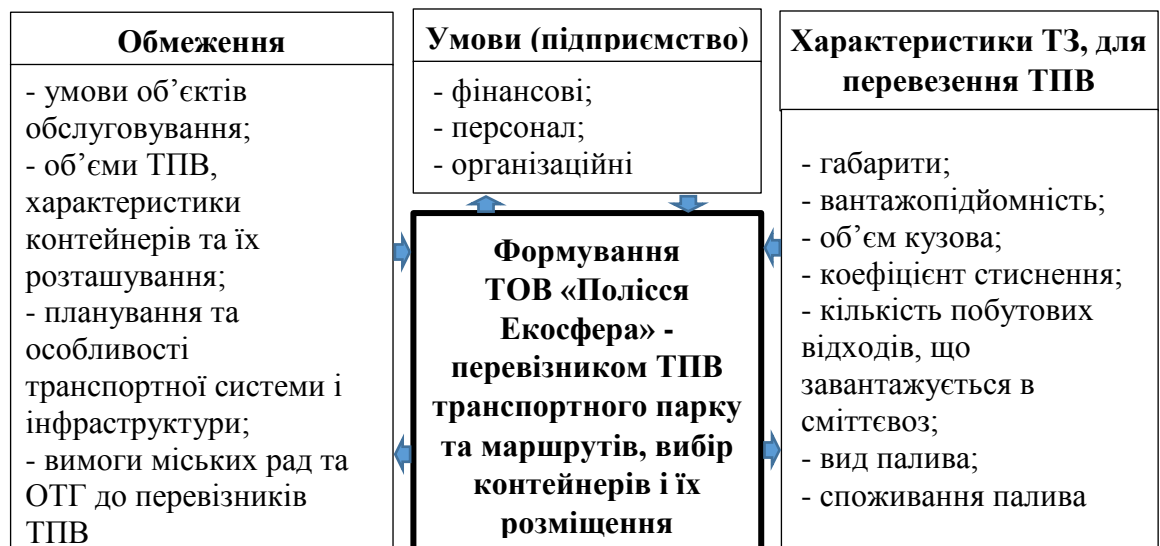 Обмеження
- умови об’єктів
обслуговування;
- об’єми ТПВ,
характеристики
контейнерів та їх
розташування;
- планування та
особливості
транспортної системи і
інфраструктури;
- вимоги міських рад та
ОТГ до перевізників
ТПВ
Умови (підприємство)
- фінансові;
- персонал;
- організаційні
Формування
ТОВ «Полісся
Екосфера» -
перевізником ТПВ
транспортного парку
та маршрутів, вибір
контейнерів і їх
розміщення
Характеристики ТЗ, для
перевезення ТПВ
- габарити;
- вантажопідйомність;
- об’єм кузова;
- коефіцієнт стиснення;
- кількість побутових
відходів, що
завантажується в
сміттєвоз;
- вид палива;
- споживання палива